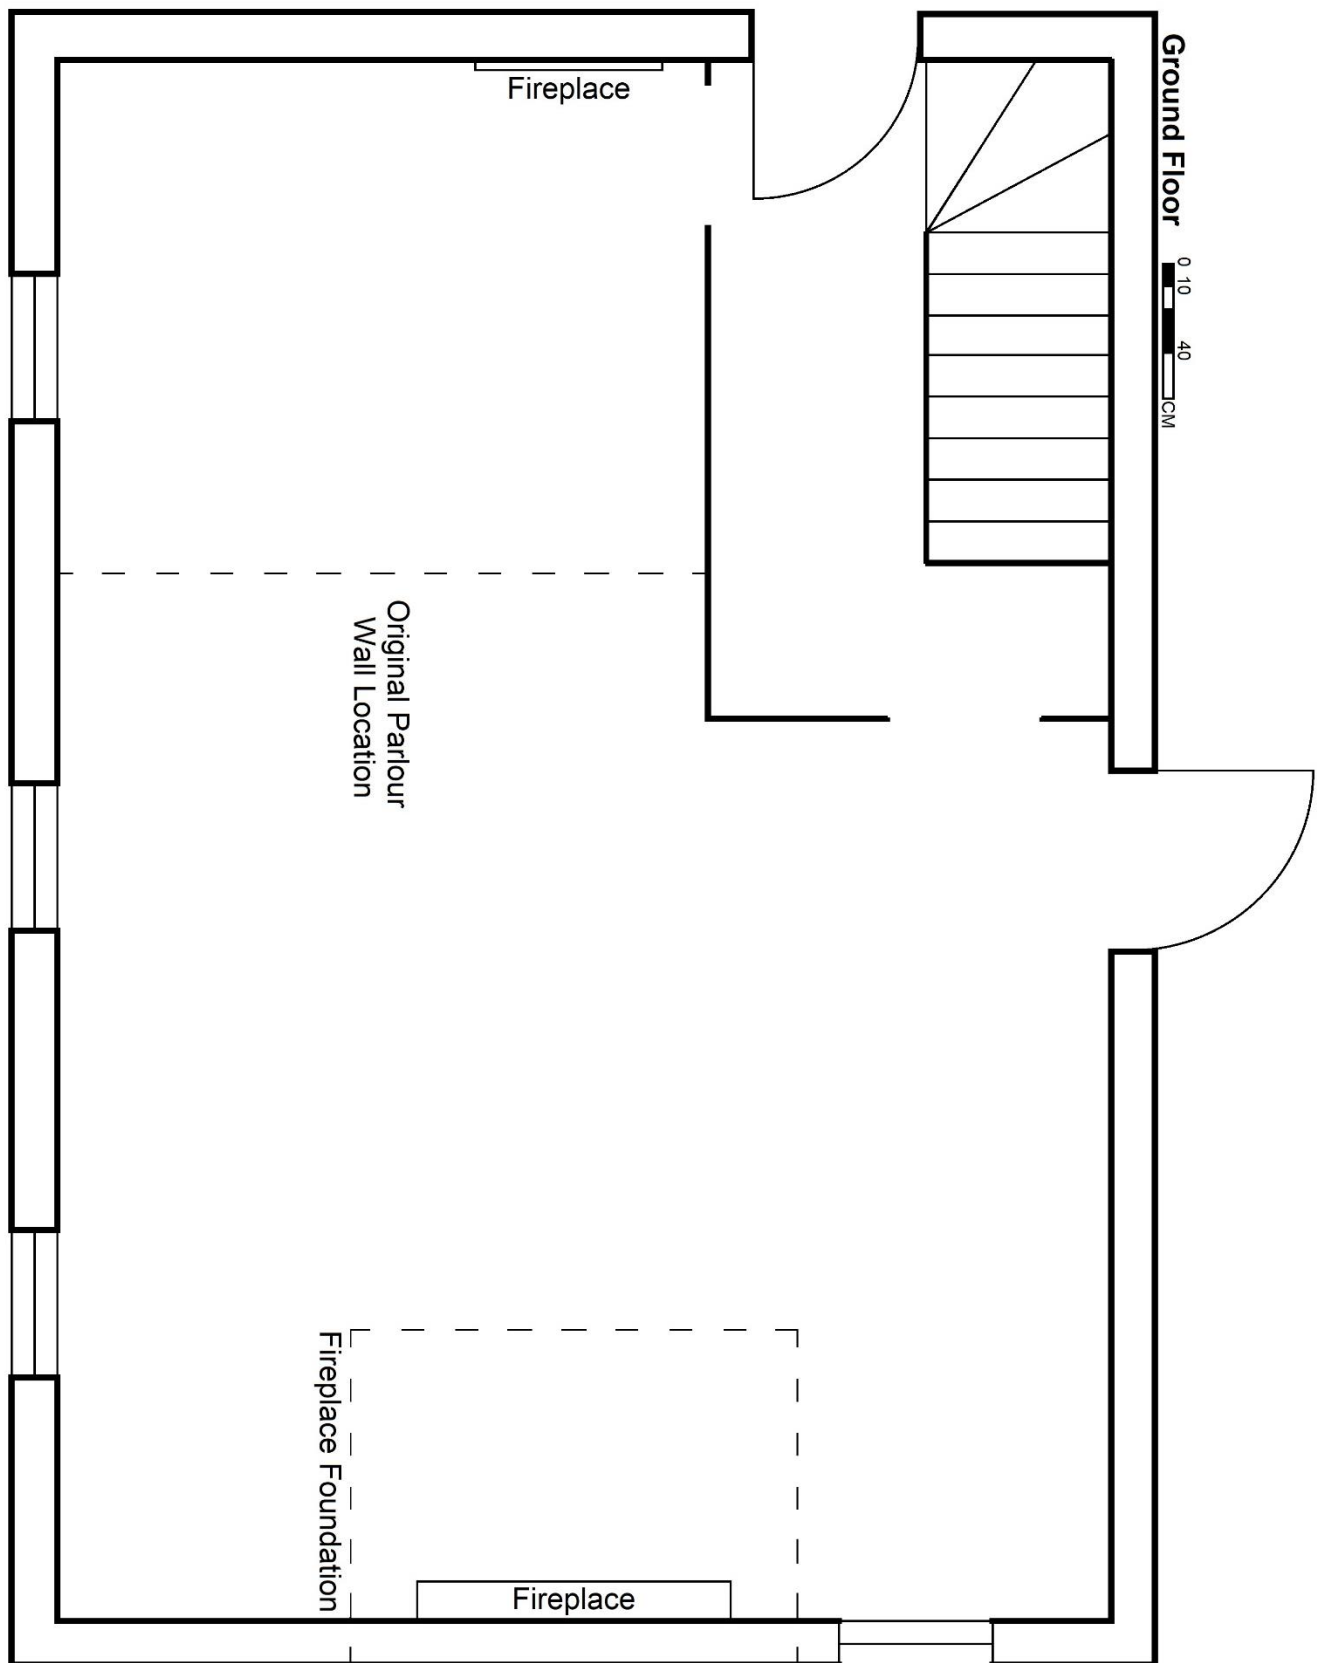 Ground Floor
0 10 40
CM
Fireplace
Original Parlour
Wall Location
Fireplace Foundation
Fireplace